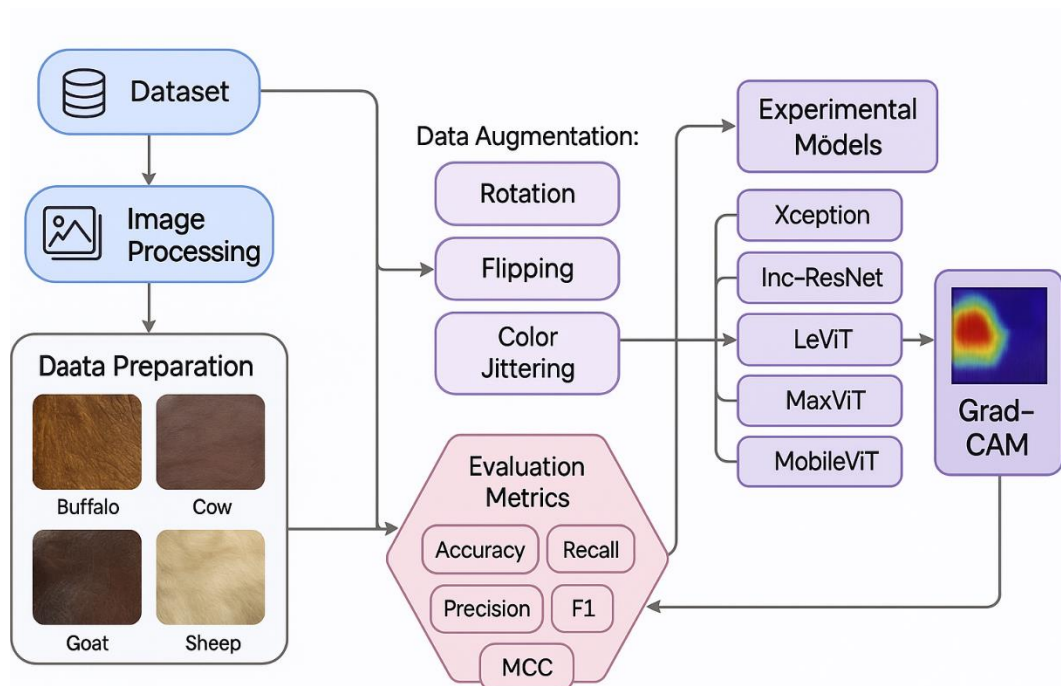 Dataset
Image
Processing
Daata Preparation
Buffalo
Cow
Goat
Sheep
Data Augmentation:
Rotation
Flipping
Color
Jittering
Evaluation
Metrics
Accuracy
Recall
Precision
F1
MCC
Experimental
Mödels
Xception
Inc–ResNet
LeViT
MaxViT
MobileViT
Grad–
CAM